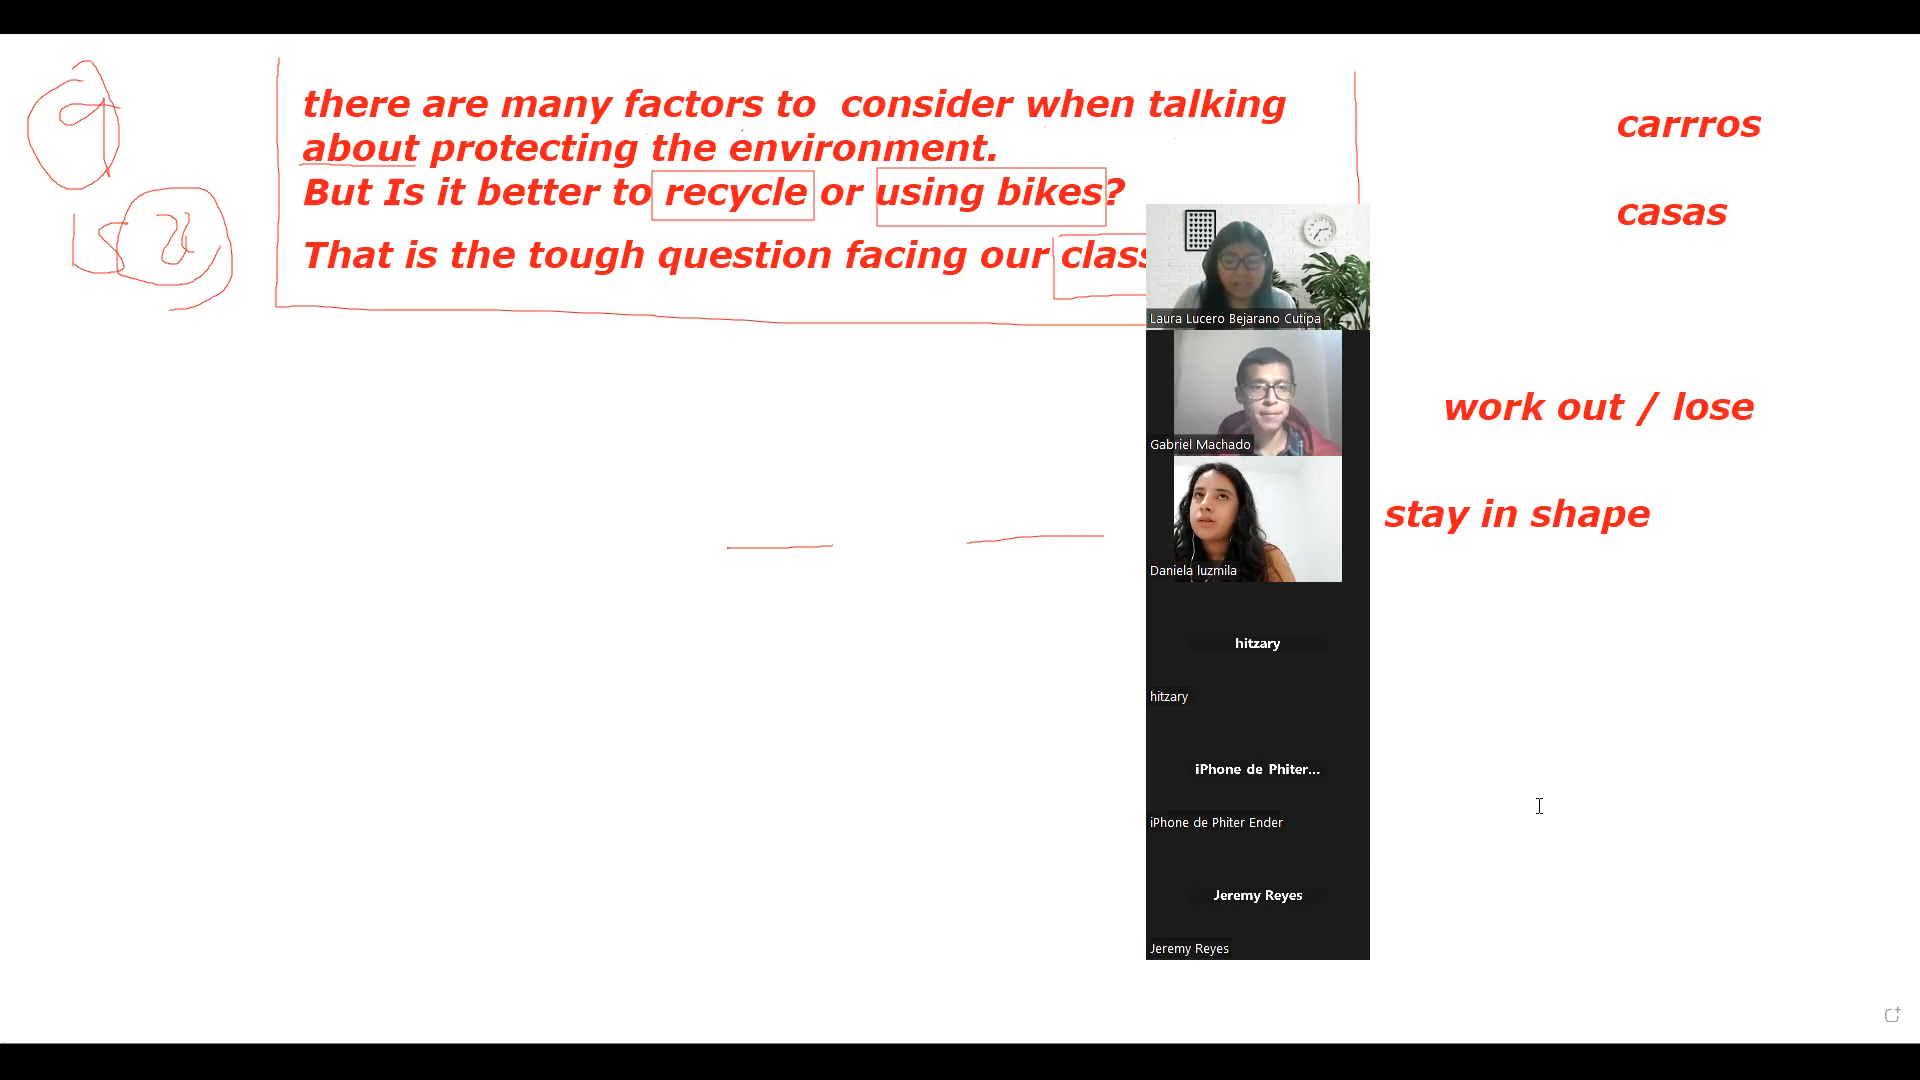 there are many factors to consider when talking
about protecting the environment.
But Is it better to recycle or using bikes?
That is the tough question facing our class
carrros
casas
work out / lose
stay in shape
Laura Lucero Bejarano Cutipa
Gabriel Machado
Daniela luzmila
hitzary
hitzary
iPhone de Phiter...
iPhone de Phiter Ender
Jeremy Reyes
Jeremy Reyes